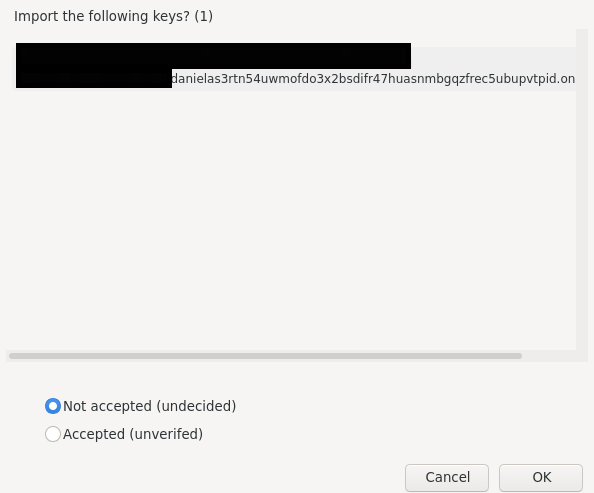 Import the following keys? (1)
danielas3rtn54uwmofdo3x2bsdifr47huasnmbgqzfrec5ubupvtpid.on
Not accepted (undecided)
Accepted (unverifed)
Cancel OK